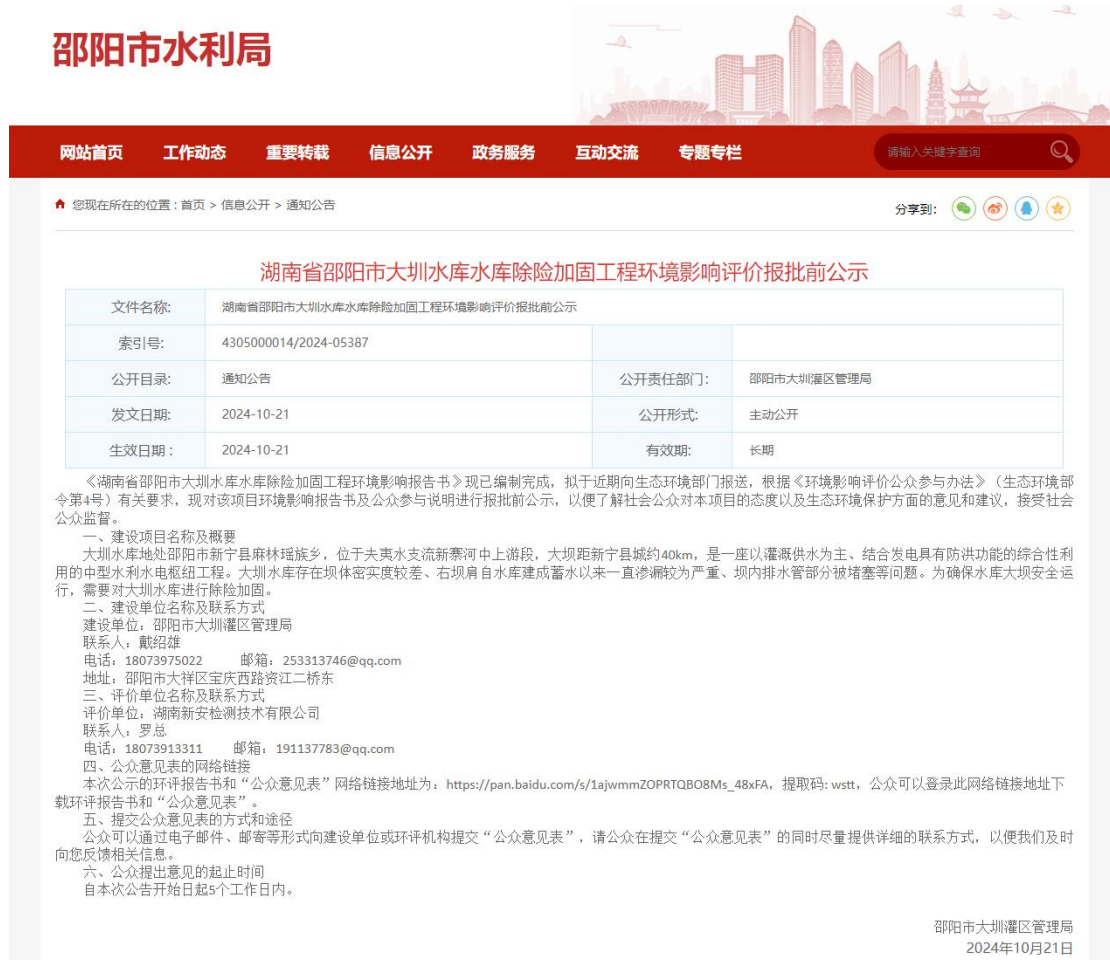 邵阳市水利局
网站首页 工作动态 重要转载 信息公开 政务服务 互动交流 专题专栏 请输入关键字查询
您现在所在的位置 : 首页 > 信息公开 > 通知公告 分享到:
湖南省邵阳市大圳水库水库除险加固工程环境影响评价报批前公示
文件名称: 湖南省邵阳市大圳水库水库除险加固工程环境影响评价报批前公示
索引号: 4305000014/2024-05387
公开目录: 通知公告 公开责任部门: 邵阳市大圳灌区管理局
发文日期: 2024-10-21 公开形式: 主动公开
生效日期 : 2024-10-21 有效期: 长期
《湖南省邵阳市大圳水库水库除险加固工程环境影响报告书》现已编制完成，拟于近期向生态环境部门报送，根据《环境影响评价公众参与办法》（生态环境部
令第4号）有关要求，现对该项目环境影响报告书及公众参与说明进行报批前公示，以便了解社会公众对本项目的态度以及生态环境保护方面的意见和建议，接受社会
公众监督。
一、建设项目名称及概要
大圳水库地处邵阳市新宁县麻林瑶族乡，位于夫夷水支流新寨河中上游段，大坝距新宁县城约40km，是一座以灌溉供水为主、结合发电具有防洪功能的综合性利
用的中型水利水电枢纽工程。大圳水库存在坝体密实度较差、右坝肩自水库建成蓄水以来一直渗漏较为严重、坝内排水管部分被堵塞等问题。为确保水库大坝安全运
行，需要对大圳水库进行除险加固。
二、建设单位名称及联系方式
建设单位：邵阳市大圳灌区管理局
联系人：戴绍雄
电话：18073975022 邮箱：253313746@qq.com
地址：邵阳市大祥区宝庆西路资江二桥东
三、评价单位名称及联系方式
评价单位：湖南新安检测技术有限公司
联系人：罗总
电话：18073913311 邮箱：191137783@qq.com
四、公众意见表的网络链接
本次公示的环评报告书和“公众意见表”网络链接地址为：https://pan.baidu.com/s/1ajwmmZOPRTQBO8Ms_48xFA，提取码: wstt，公众可以登录此网络链接地址下
载环评报告书和“公众意见表”。
五、提交公众意见表的方式和途径
公众可以通过电子邮件、邮寄等形式向建设单位或环评机构提交“公众意见表”，请公众在提交“公众意见表”的同时尽量提供详细的联系方式，以便我们及时
向您反馈相关信息。
六、公众提出意见的起止时间
自本次公告开始日起5个工作日内。
邵阳市大圳灌区管理局
2024年10月21日